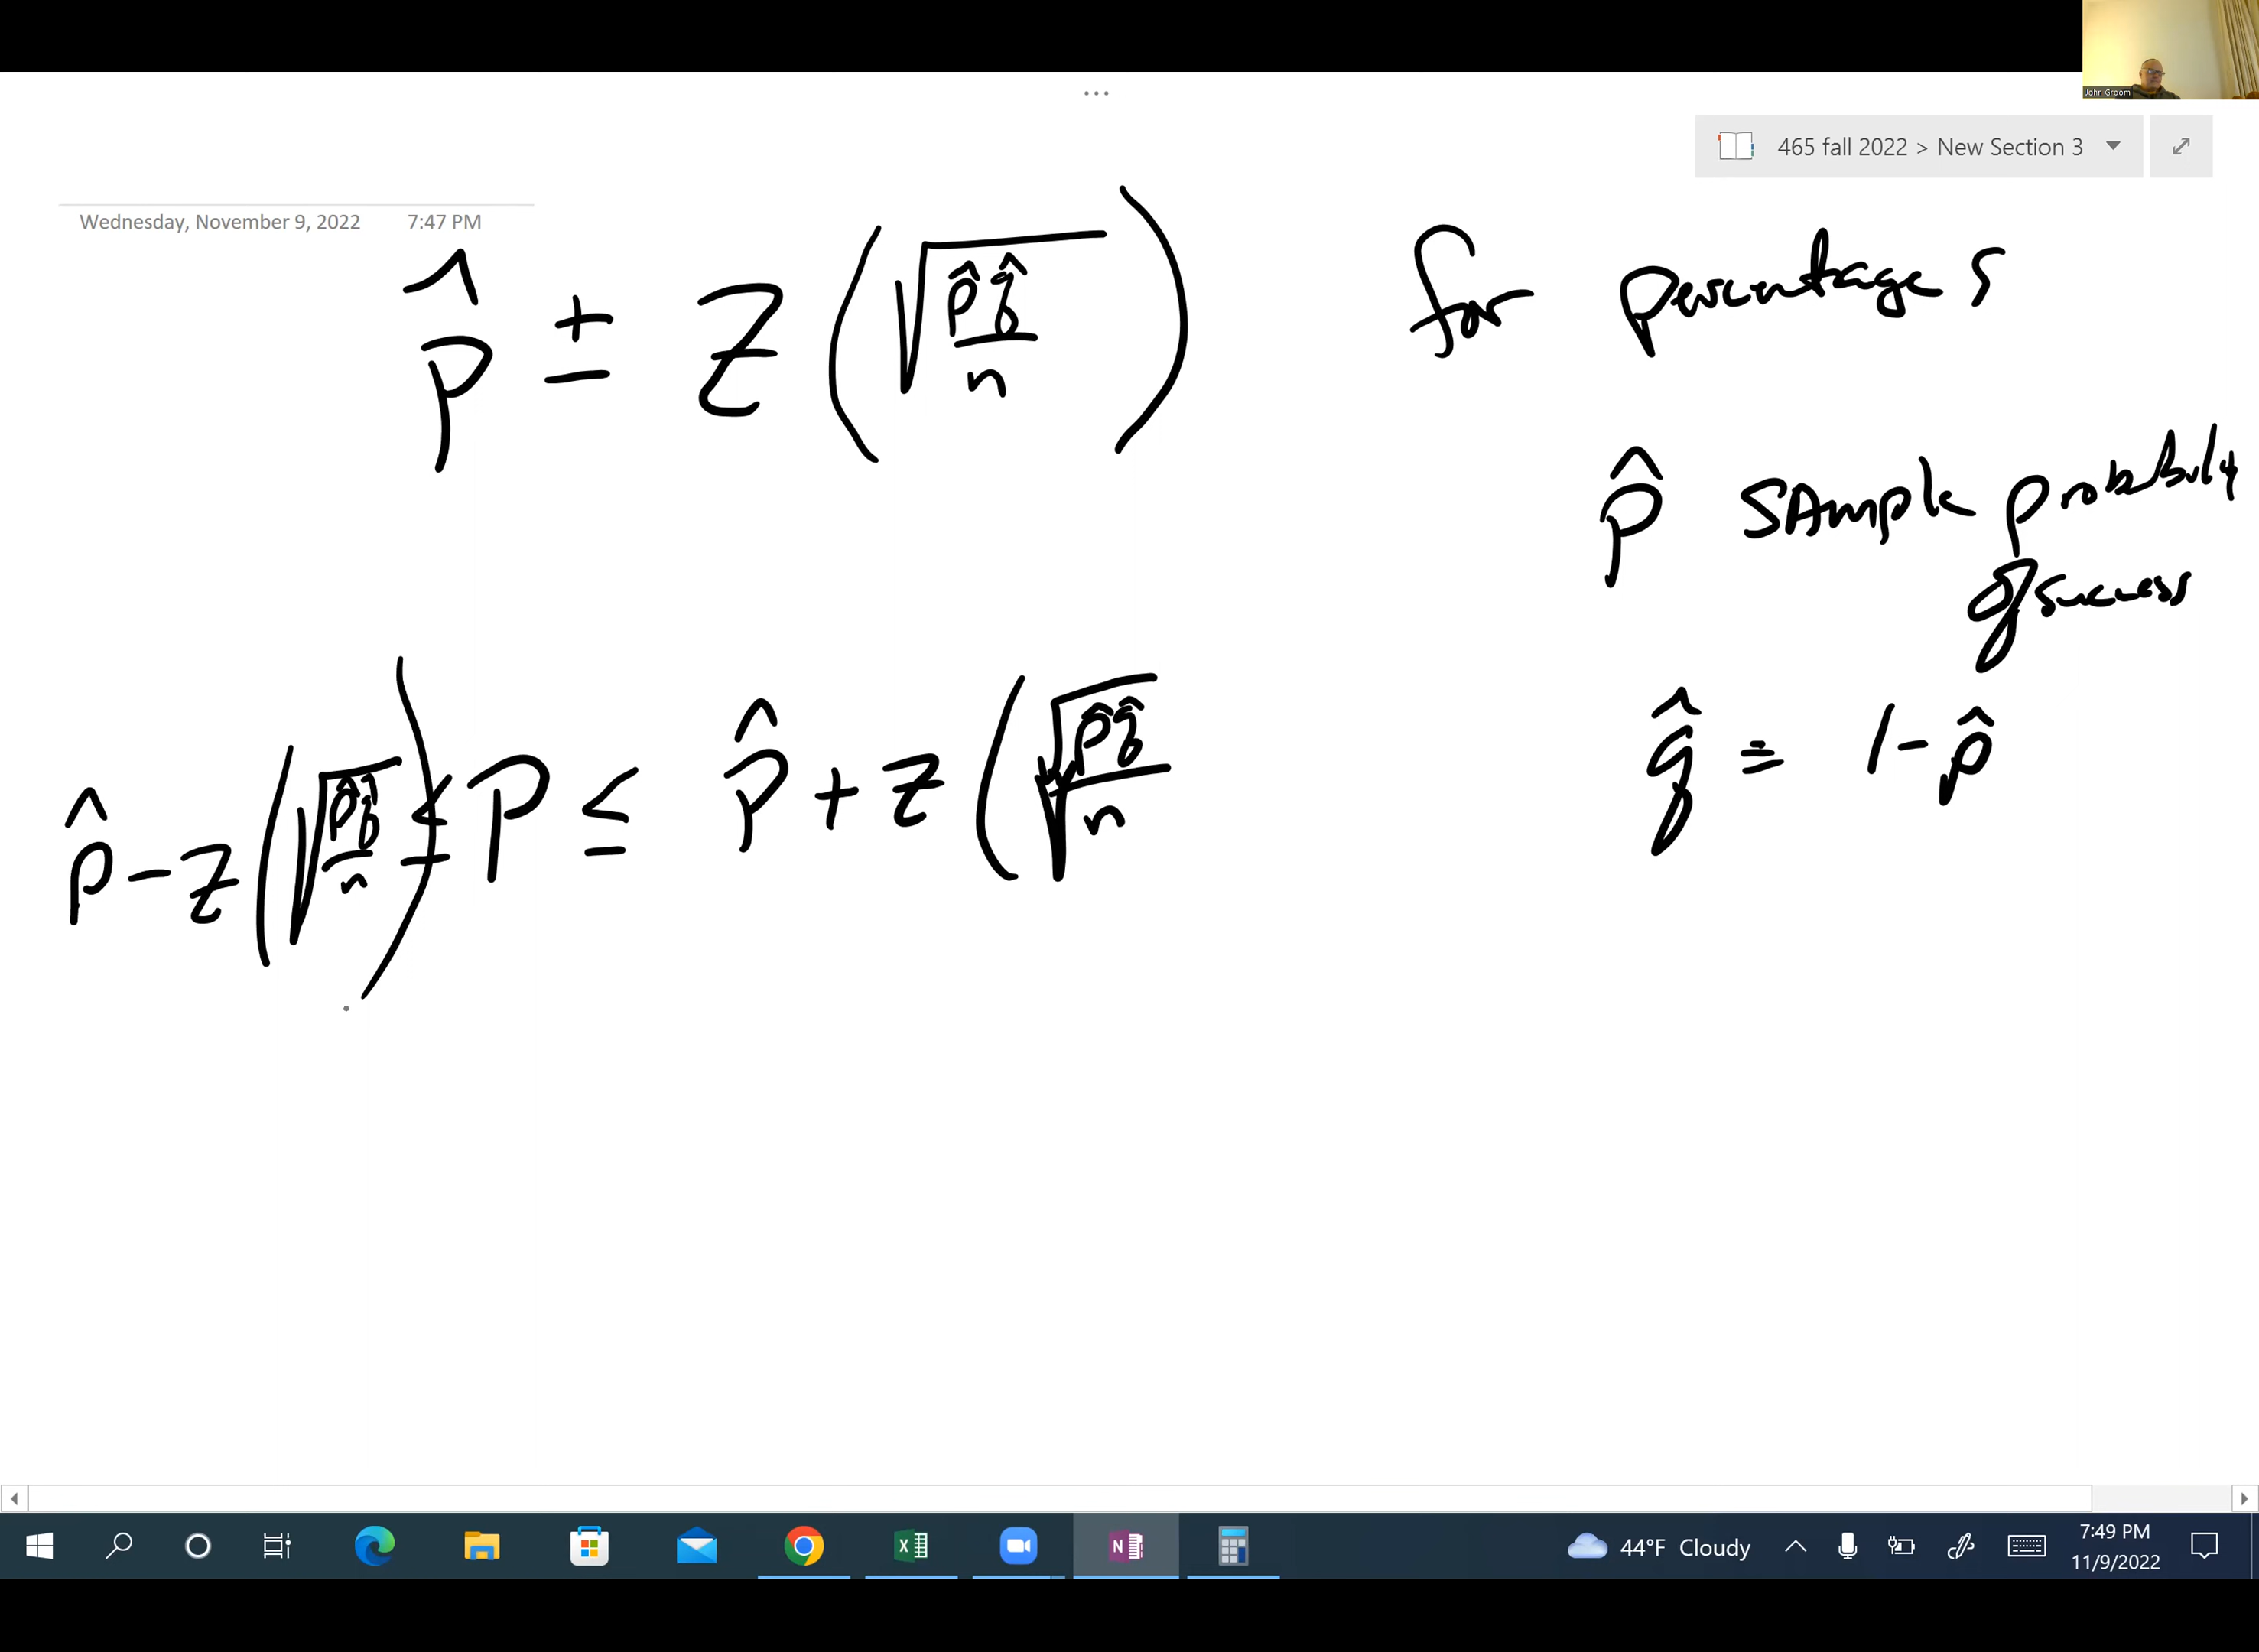 John Groom
...
465 fall 2022 > New Section 3
Wednesday, November 9, 2022 7:47 PM
p̂ ± Z (√(p̂q̂/n)) for percentages
p̂ SAmple probability
of success
p̂ - z (√(p̂q̂/n)) ≤ P ≤ p̂ + z (√(p̂q̂/n)
q̂ = 1 - p̂
44°F Cloudy
7:49 PM
11/9/2022